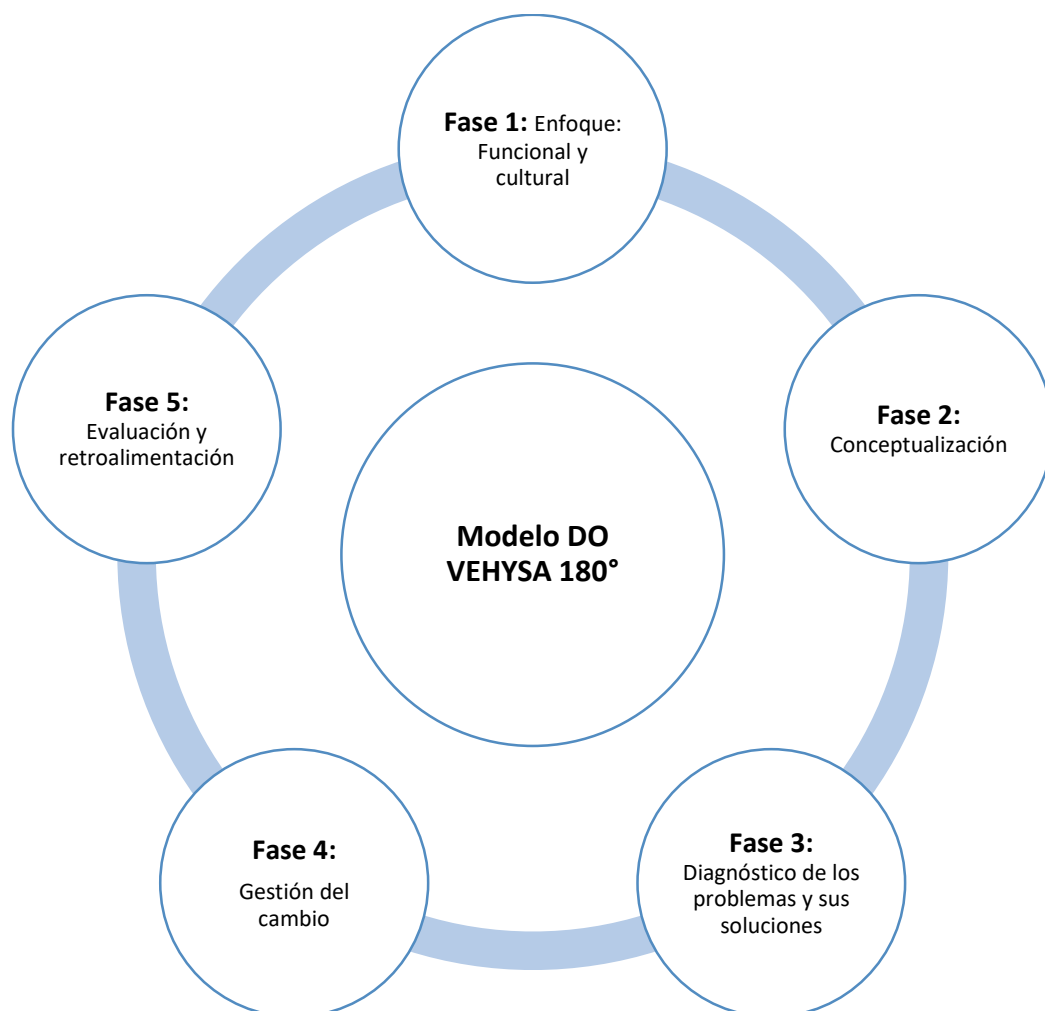 Fase 1: Enfoque:
Funcional y
cultural
Fase 2:
Conceptualización
Fase 3:
Diagnóstico de los
problemas y sus
soluciones
Fase 4:
Gestión del
cambio
Fase 5:
Evaluación y
retroalimentación
Modelo DO
VEHYSA 180°